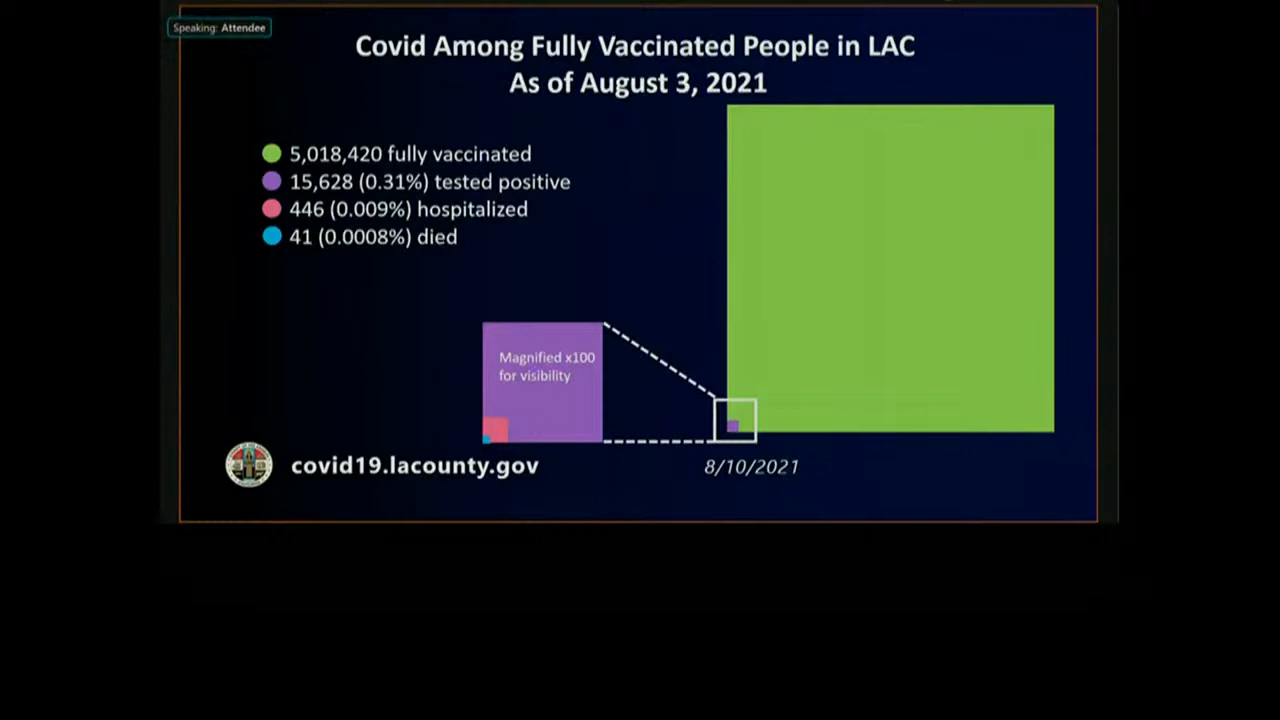 Speaking: Attendee
Covid Among Fully Vaccinated People in LAC
As of August 3, 2021
5,018,420 fully vaccinated
15,628 (0.31%) tested positive
446 (0.009%) hospitalized
41 (0.0008%) died
Magnified x100
for visibility
covid19.lacounty.gov
8/10/2021